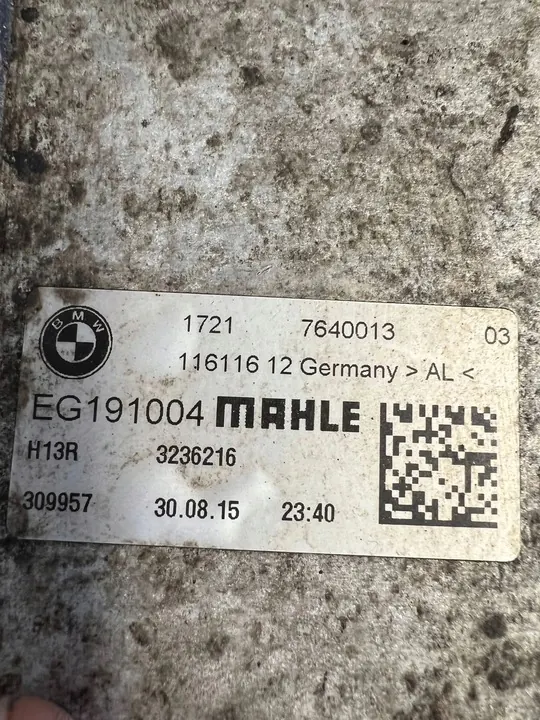 BMW
1721 7640013 03
116116 12 Germany > AL <
EG191004 MAHLE
H13R 3236216
309957 30.08.15 23:40